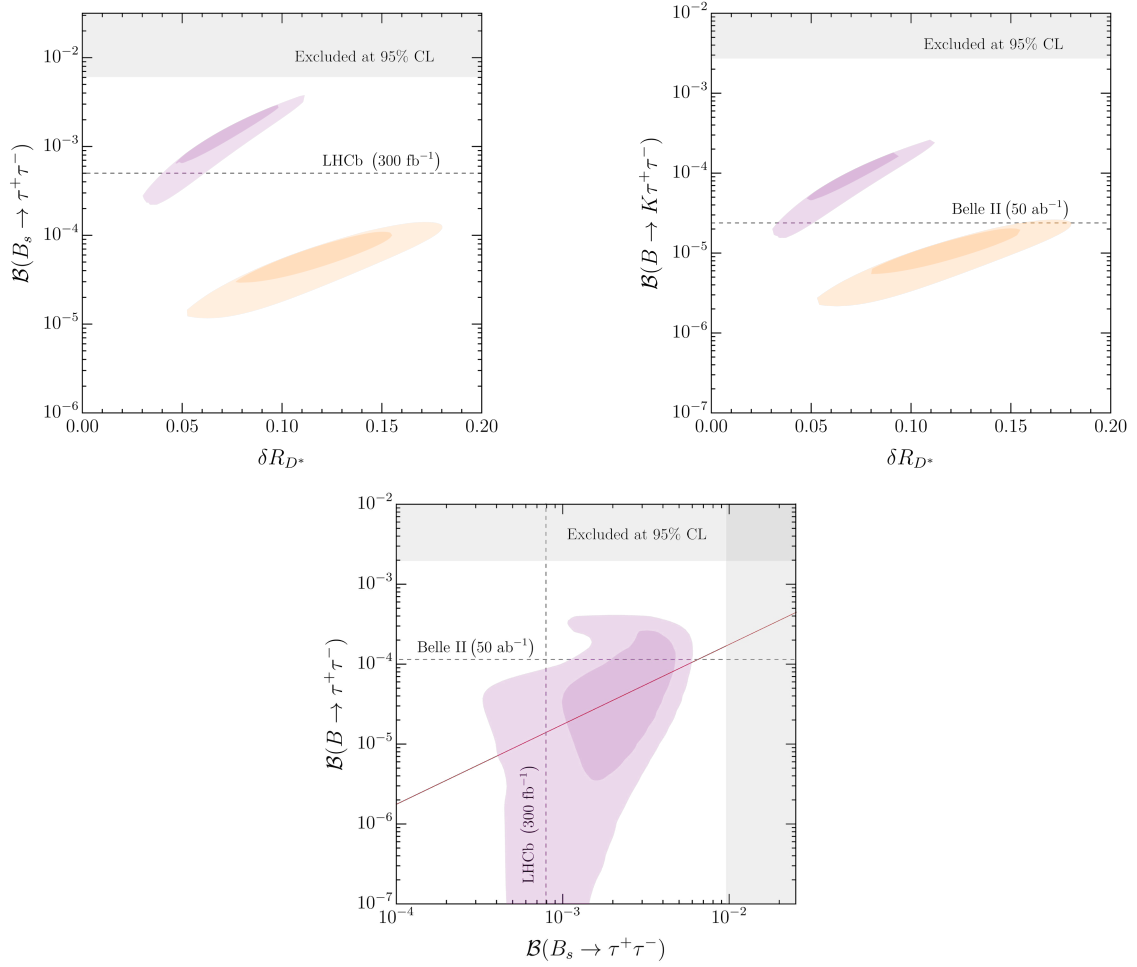 10⁻²
10⁻³
10⁻⁴
10⁻⁵
10⁻⁶
0.00 0.05 0.10 0.15 0.20
ℬ(Bₛ → τ⁺τ⁻)
δR_{D*}
Excluded at 95% CL
LHCb (300 fb⁻¹)
10⁻²
10⁻³
10⁻⁴
10⁻⁵
10⁻⁶
10⁻⁷
0.00 0.05 0.10 0.15 0.20
ℬ(B → Kτ⁺τ⁻)
δR_{D*}
Excluded at 95% CL
Belle II (50 ab⁻¹)
10⁻²
10⁻³
10⁻⁴
10⁻⁵
10⁻⁶
10⁻⁷
10⁻⁴ 10⁻³ 10⁻²
ℬ(B → τ⁺τ⁻)
ℬ(Bₛ → τ⁺τ⁻)
Excluded at 95% CL
Belle II (50 ab⁻¹)
LHCb (300 fb⁻¹)